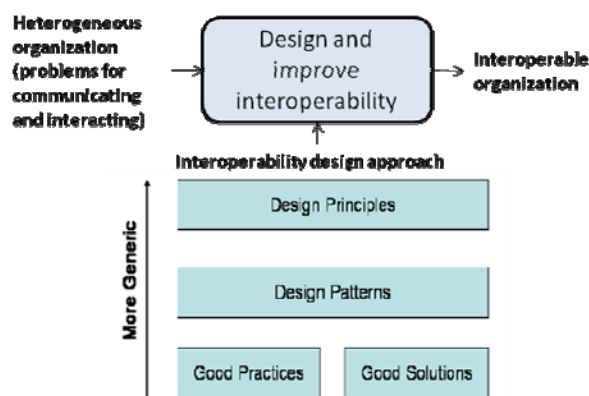 Heterogeneous
organization
(problems for
communicating
and interacting)
Design and
improve
interoperability
Interoperable
organization
Interoperability design approach
More Generic
Design Principles
Design Patterns
Good Practices
Good Solutions